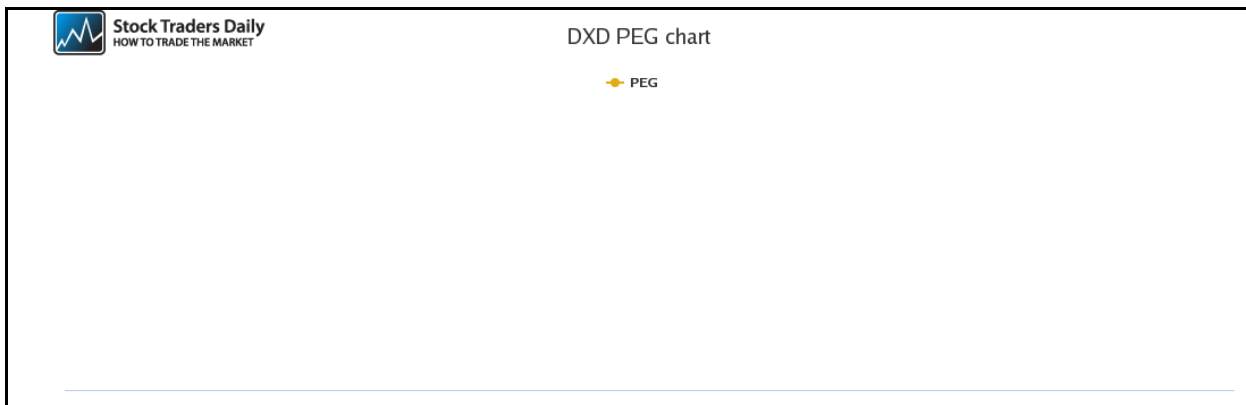 Stock Traders Daily
HOW TO TRADE THE MARKET
DXD PEG chart
PEG